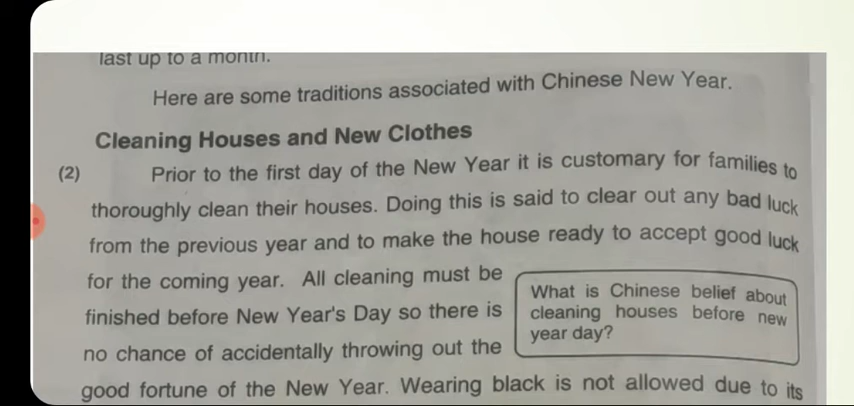 last up to a month.
Here are some traditions associated with Chinese New Year.
Cleaning Houses and New Clothes
(2) Prior to the first day of the New Year it is customary for families to
thoroughly clean their houses. Doing this is said to clear out any bad luck
from the previous year and to make the house ready to accept good luck
for the coming year. All cleaning must be
finished before New Year's Day so there is
no chance of accidentally throwing out the
good fortune of the New Year. Wearing black is not allowed due to its
What is Chinese belief about
cleaning houses before new
year day?